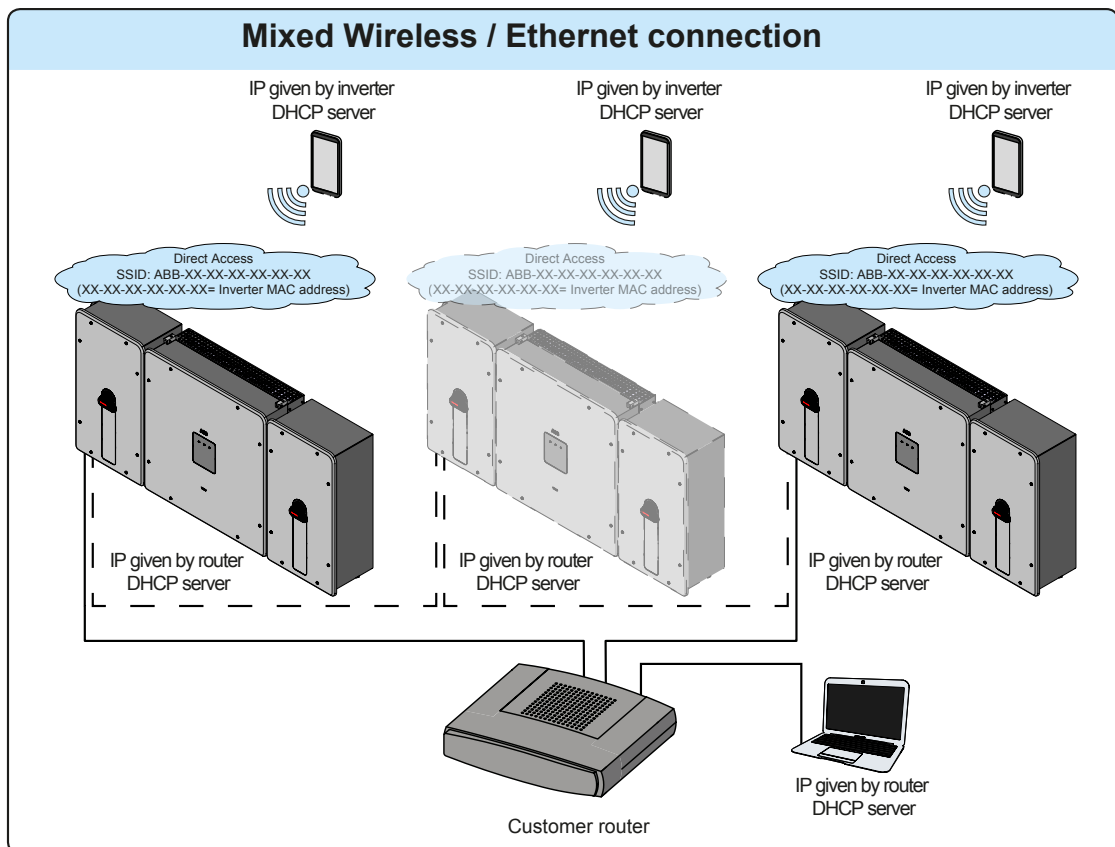 Mixed Wireless / Ethernet connection
IP given by inverter
DHCP server
IP given by inverter
DHCP server
IP given by inverter
DHCP server
Direct Access
SSID: ABB-XX-XX-XX-XX-XX-XX
(XX-XX-XX-XX-XX-XX= Inverter MAC address)
Direct Access
SSID: ABB-XX-XX-XX-XX-XX-XX
(XX-XX-XX-XX-XX-XX= Inverter MAC address)
Direct Access
SSID: ABB-XX-XX-XX-XX-XX-XX
(XX-XX-XX-XX-XX-XX= Inverter MAC address)
IP given by router
DHCP server
IP given by router
DHCP server
IP given by router
DHCP server
IP given by router
DHCP server
Customer router